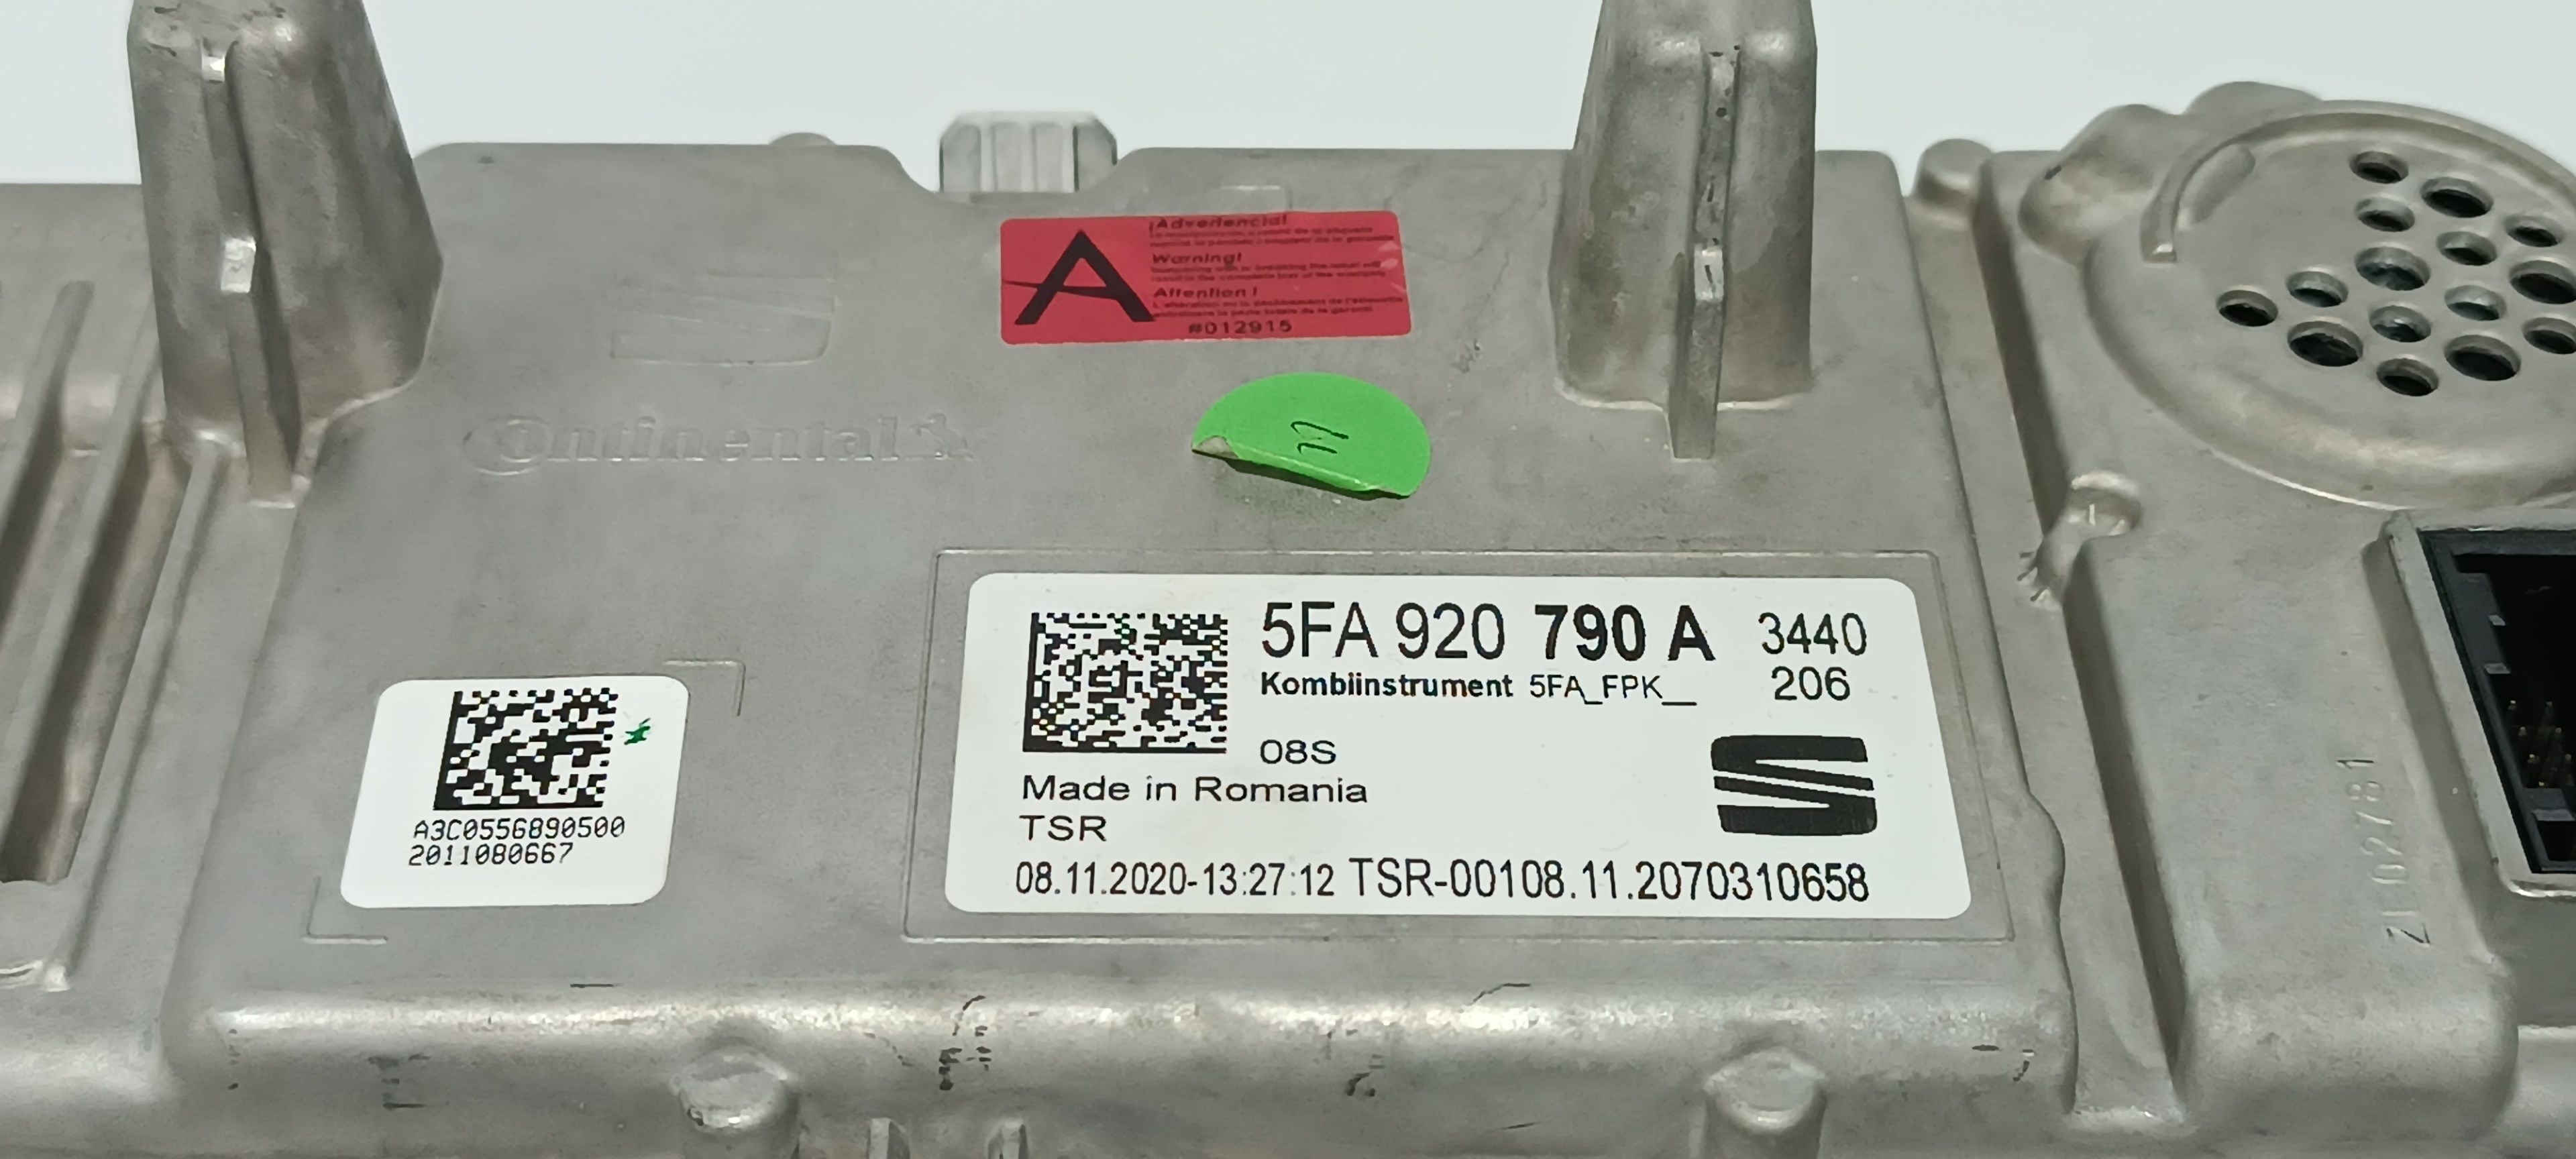 ¡Advertencia!
Warning!
Attention !
#012915
Continental
5FA 920 790 A 3440
Kombiinstrument 5FA_FPK__ 206
08S
Made in Romania
TSR
08.11.2020-13:27:12 TSR-00108.11.2070310658
A3C0556890500
2011080667